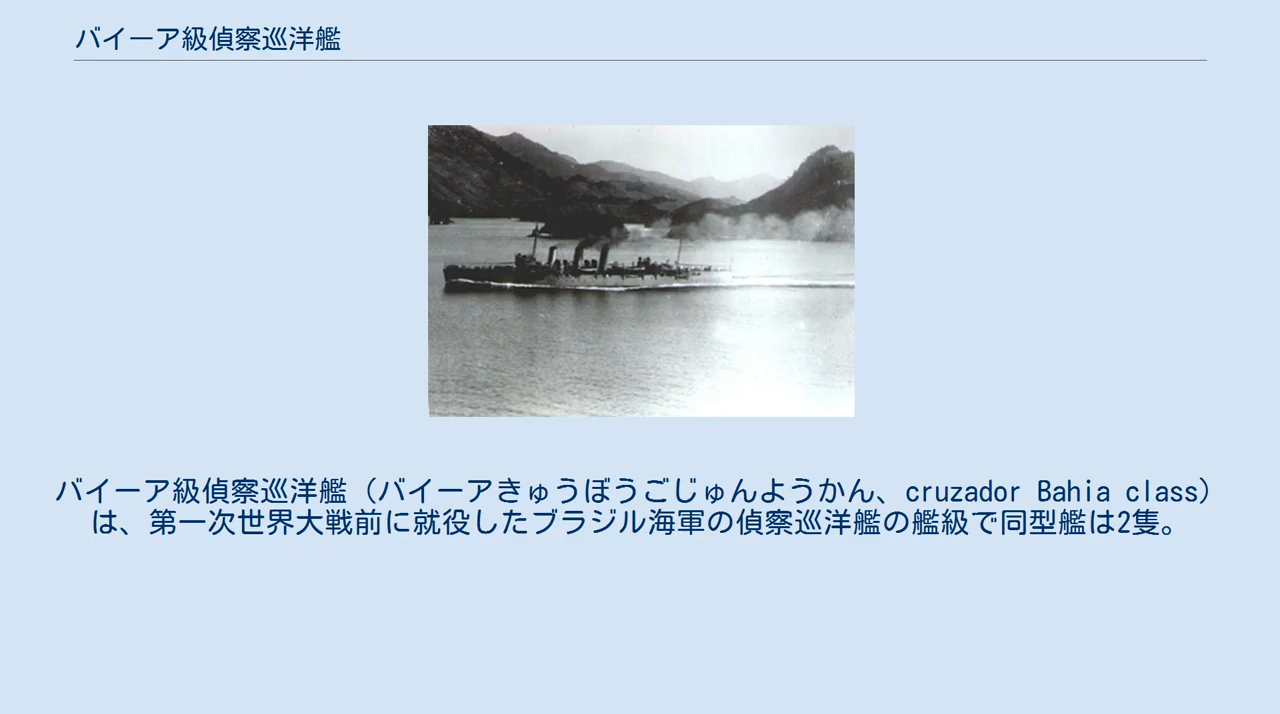 バイーア級偵察巡洋艦
バイーア級偵察巡洋艦（バイーアきゅうぼうごじゅんようかん、cruzador Bahia class）
は、第一次世界大戦前に就役したブラジル海軍の偵察巡洋艦の艦級で同型艦は2隻。